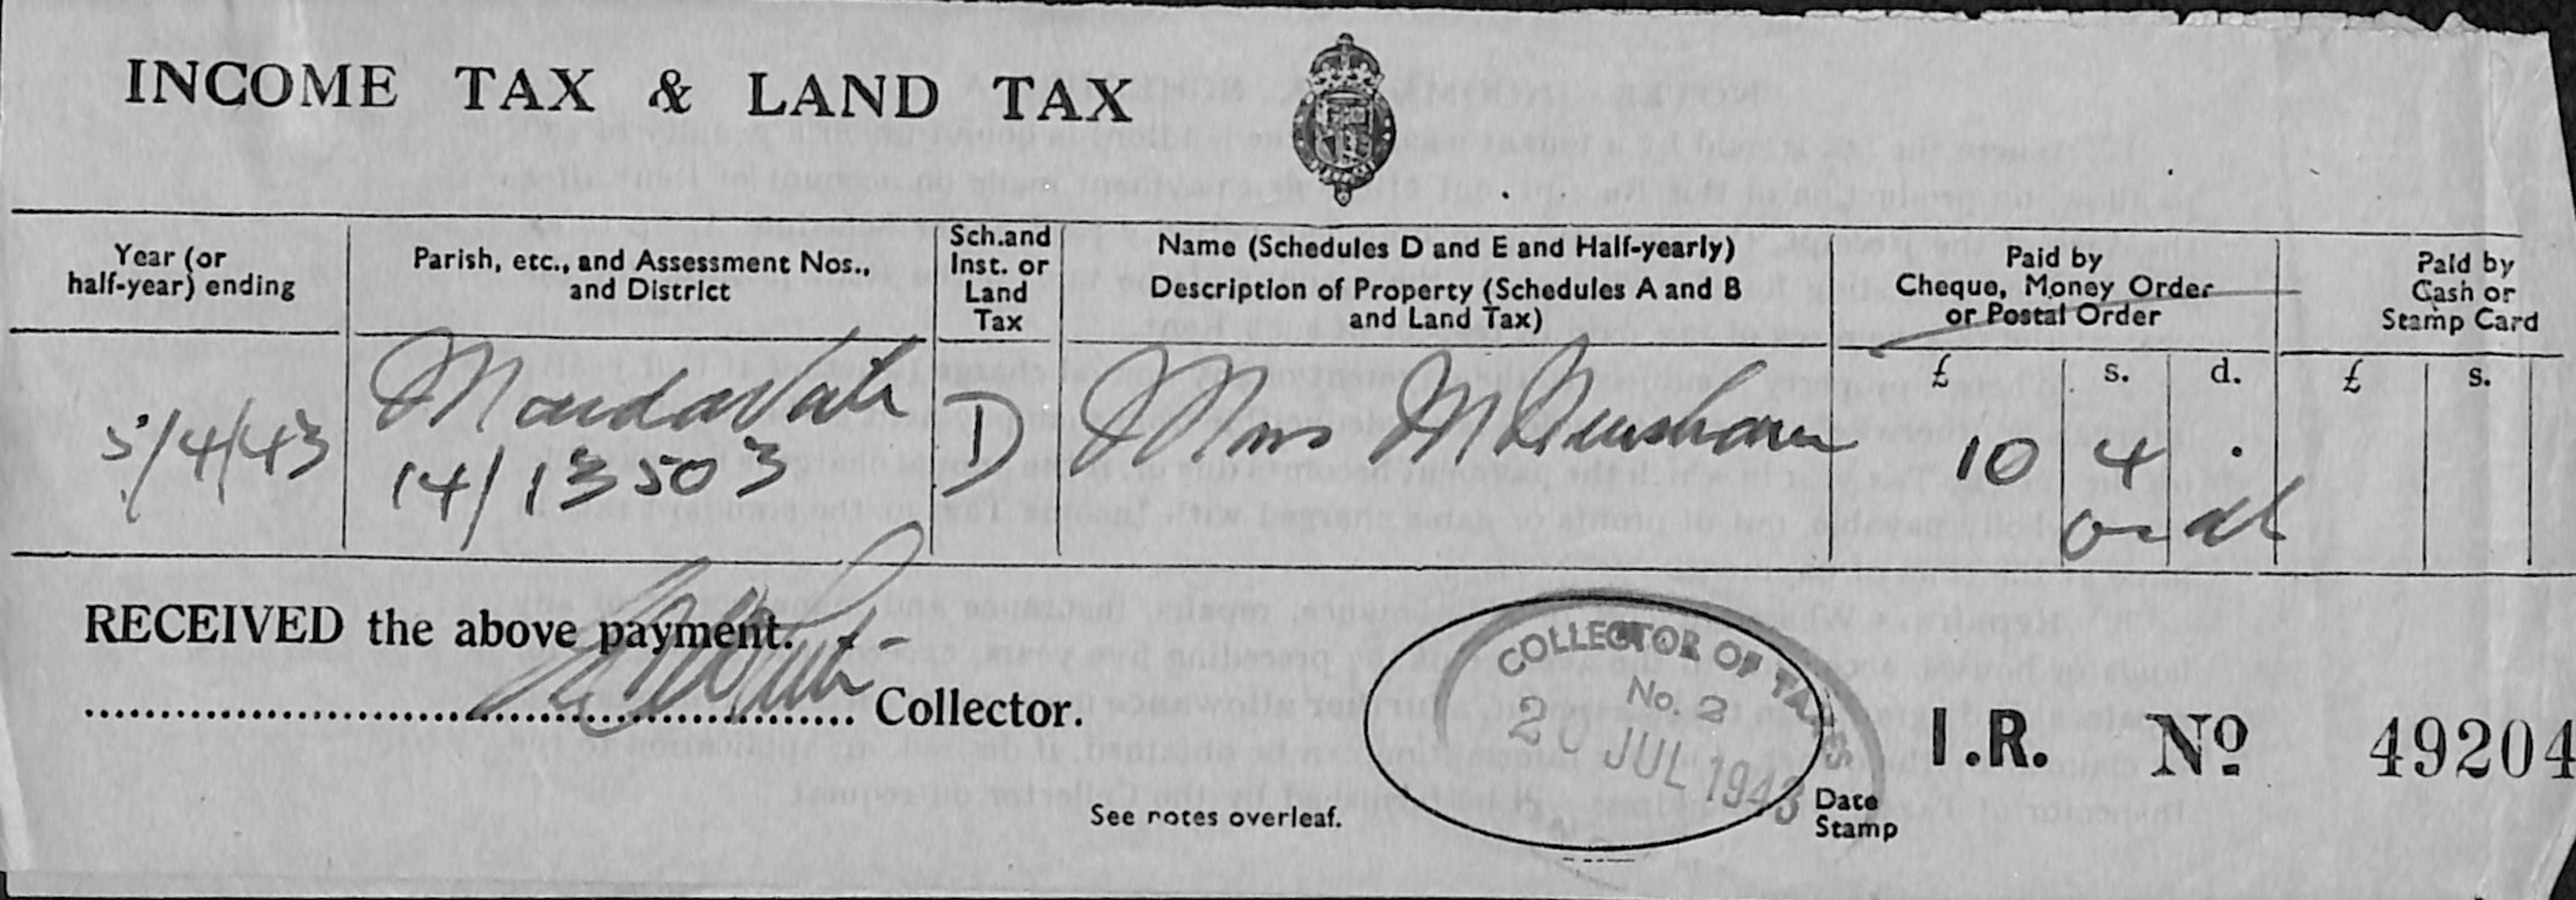 INCOME TAX & LAND TAX
Year (or half-year) ending
Parish, etc., and Assessment Nos., and District
Sch. and Inst. or Land Tax
Name (Schedules D and E and Half-yearly)
Description of Property (Schedules A and B and Land Tax)
Paid by Cheque, Money Order or Postal Order
Paid by Cash or Stamp Card
£ s. d. £ s.
5/4/43 14/13503 D Mrs M 10 4 .
RECEIVED the above payment.
Collector.
COLLECTOR OF TAXES
No. 2
20 JUL 1943
Date Stamp
See notes overleaf.
I.R. Nº 49204